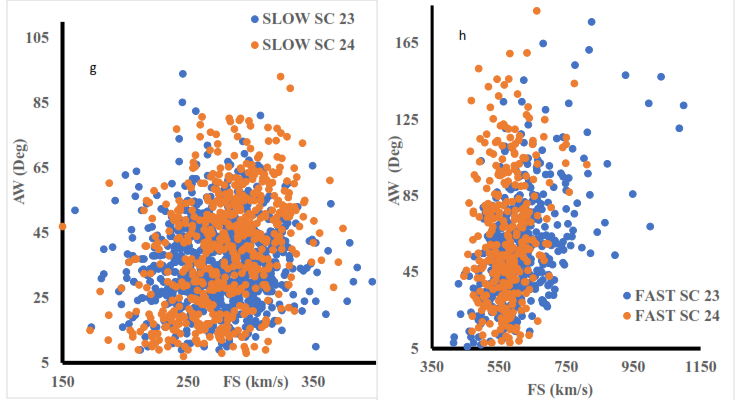 SLOW SC 23
SLOW SC 24
g
105
85
65
45
25
5
AW (Deg)
150
250
FS (km/s)
350
h
165
125
85
45
5
AW (Deg)
FAST SC 23
FAST SC 24
350
550
750
950
1150
FS (km/s)